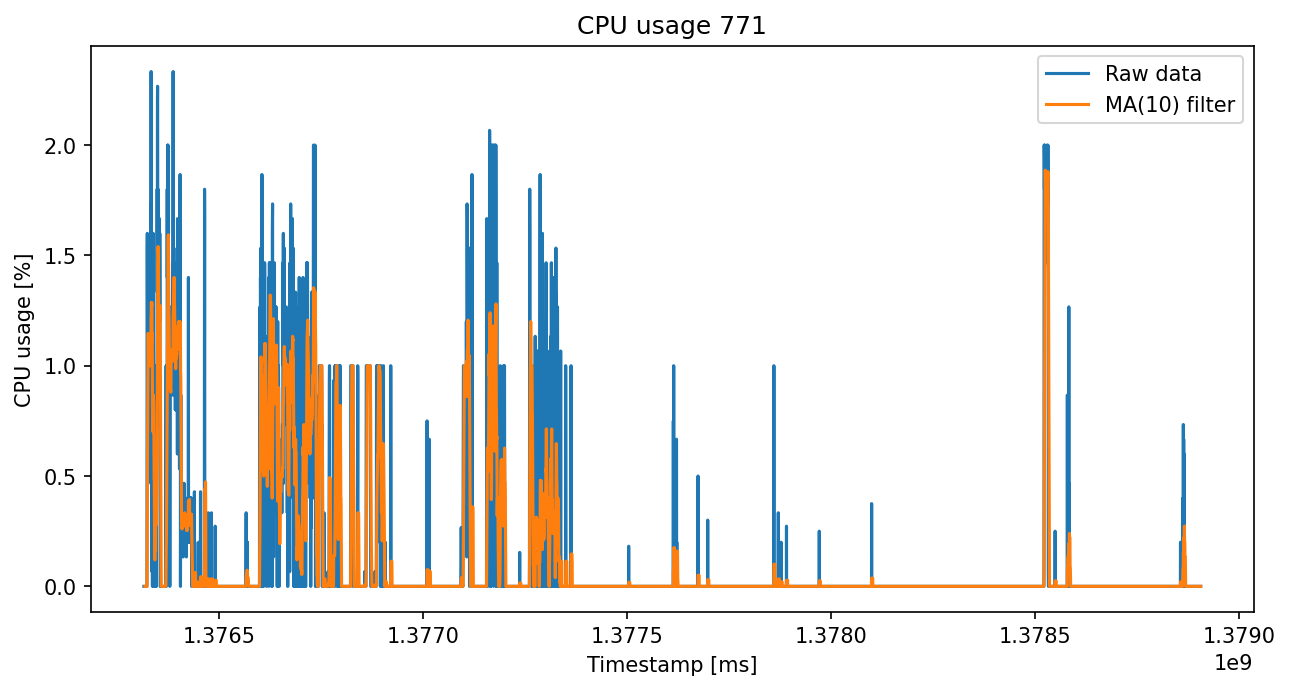 CPU usage 771
Raw data
MA(10) filter
CPU usage [%]
2.0
1.5
1.0
0.5
0.0
1.3765 1.3770 1.3775 1.3780 1.3785 1.3790
1e9
Timestamp [ms]